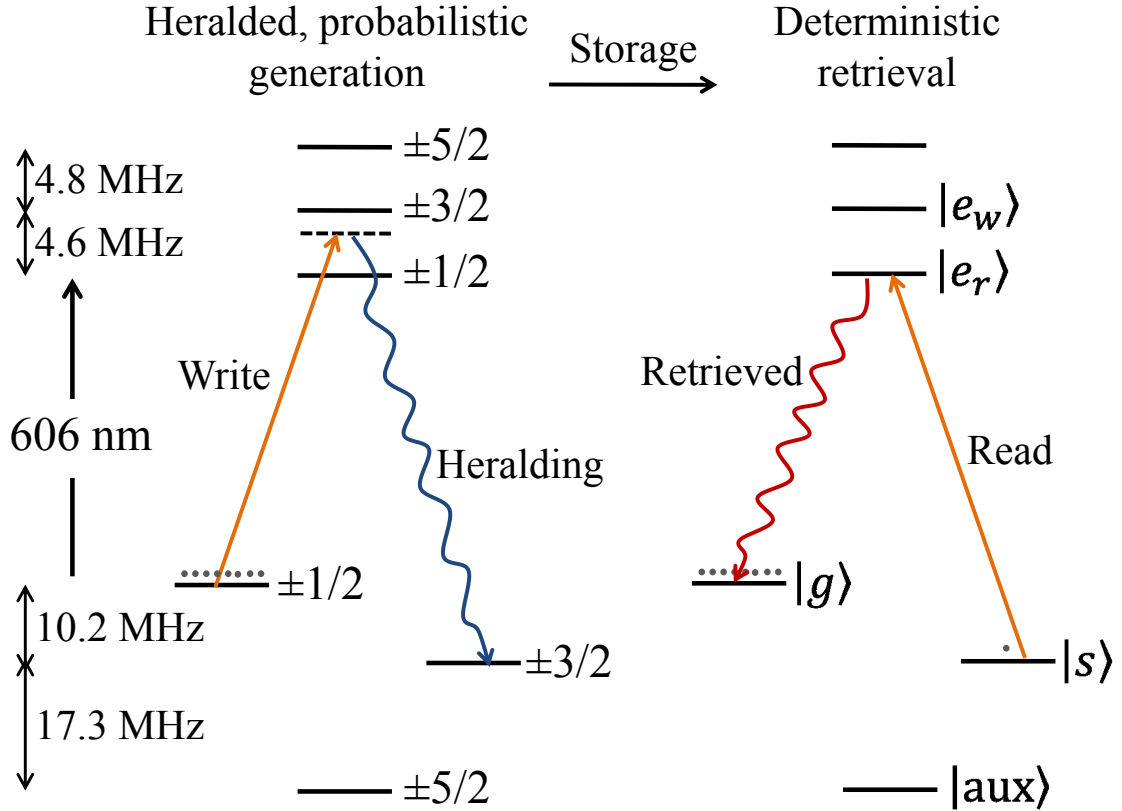 Heralded, probabilistic
generation
Storage
Deterministic
retrieval
±5/2
4.8 MHz
±3/2
|e_w⟩
4.6 MHz
±1/2
|e_r⟩
Write
Retrieved
606 nm
Heralding
Read
±1/2
|g⟩
10.2 MHz
±3/2
|s⟩
17.3 MHz
±5/2
|aux⟩